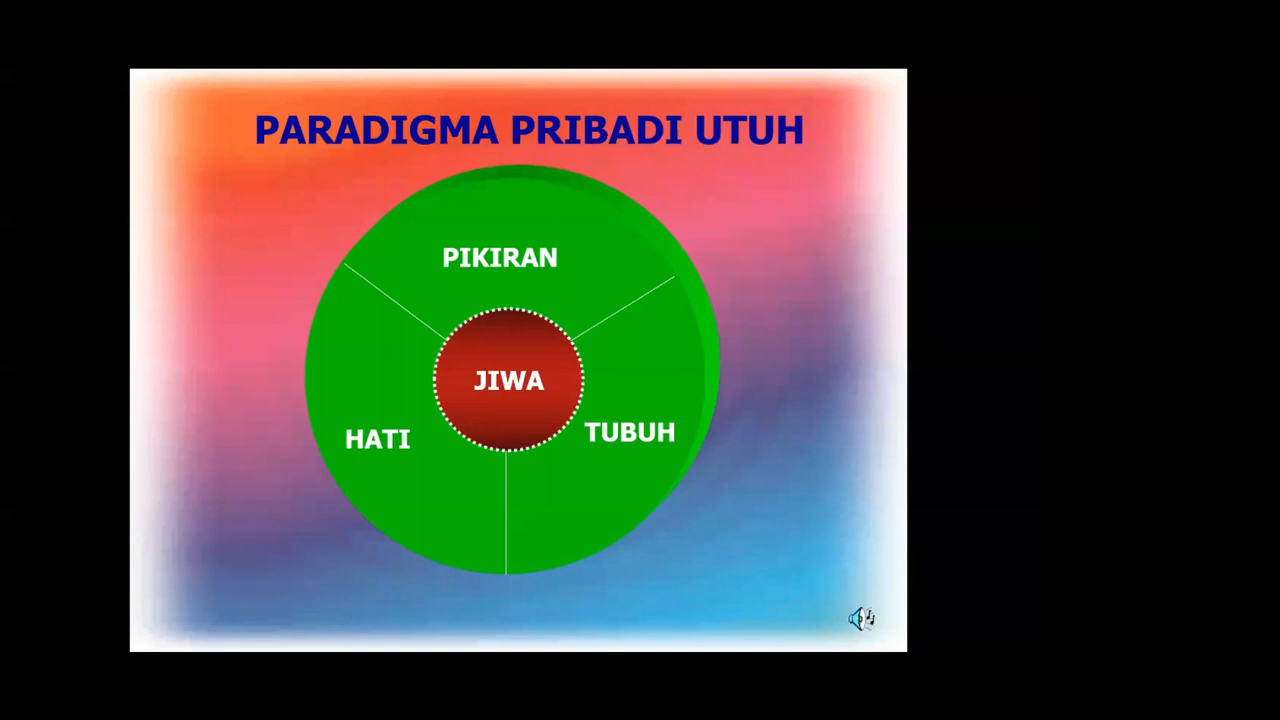 PARADIGMA PRIBADI UTUH
PIKIRAN
JIWA
HATI
TUBUH